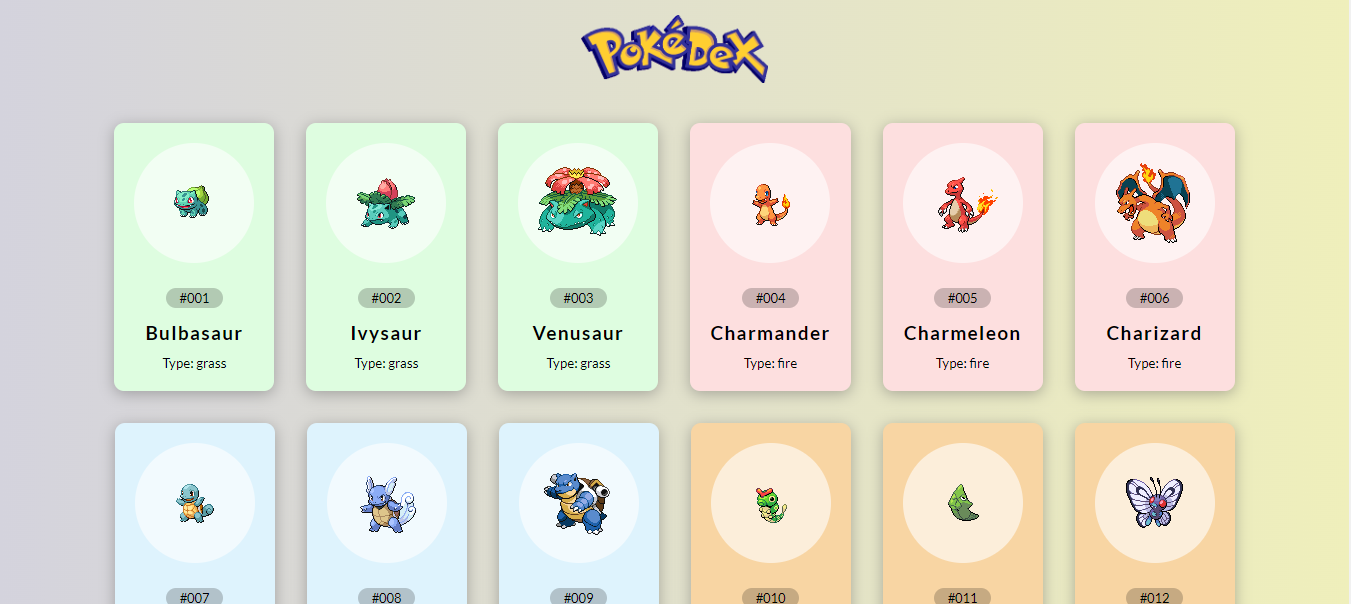 PokéDex
#001 #002 #003 #004 #005 #006
Bulbasaur Ivysaur Venusaur Charmander Charmeleon Charizard
Type: grass Type: grass Type: grass Type: fire Type: fire Type: fire
#007 #008 #009 #010 #011 #012